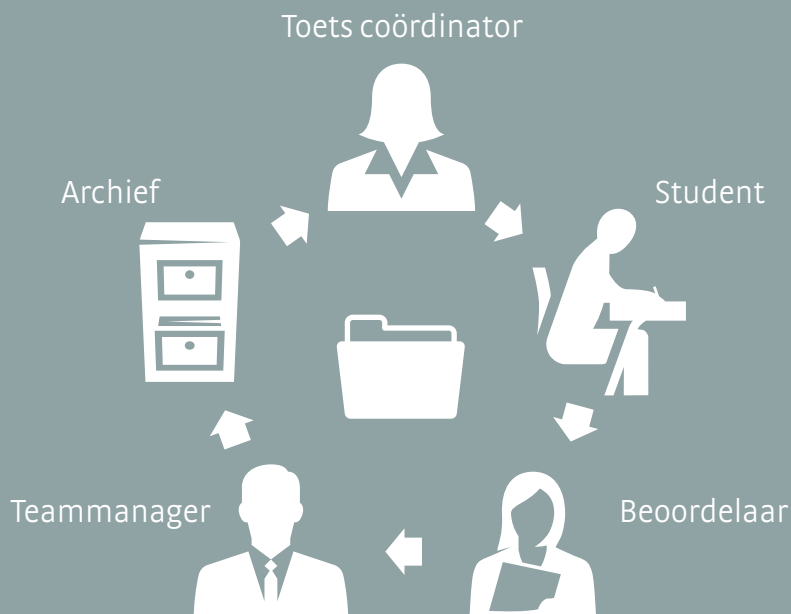 Toets coördinator
Archief
Student
Teammanager
Beoordelaar